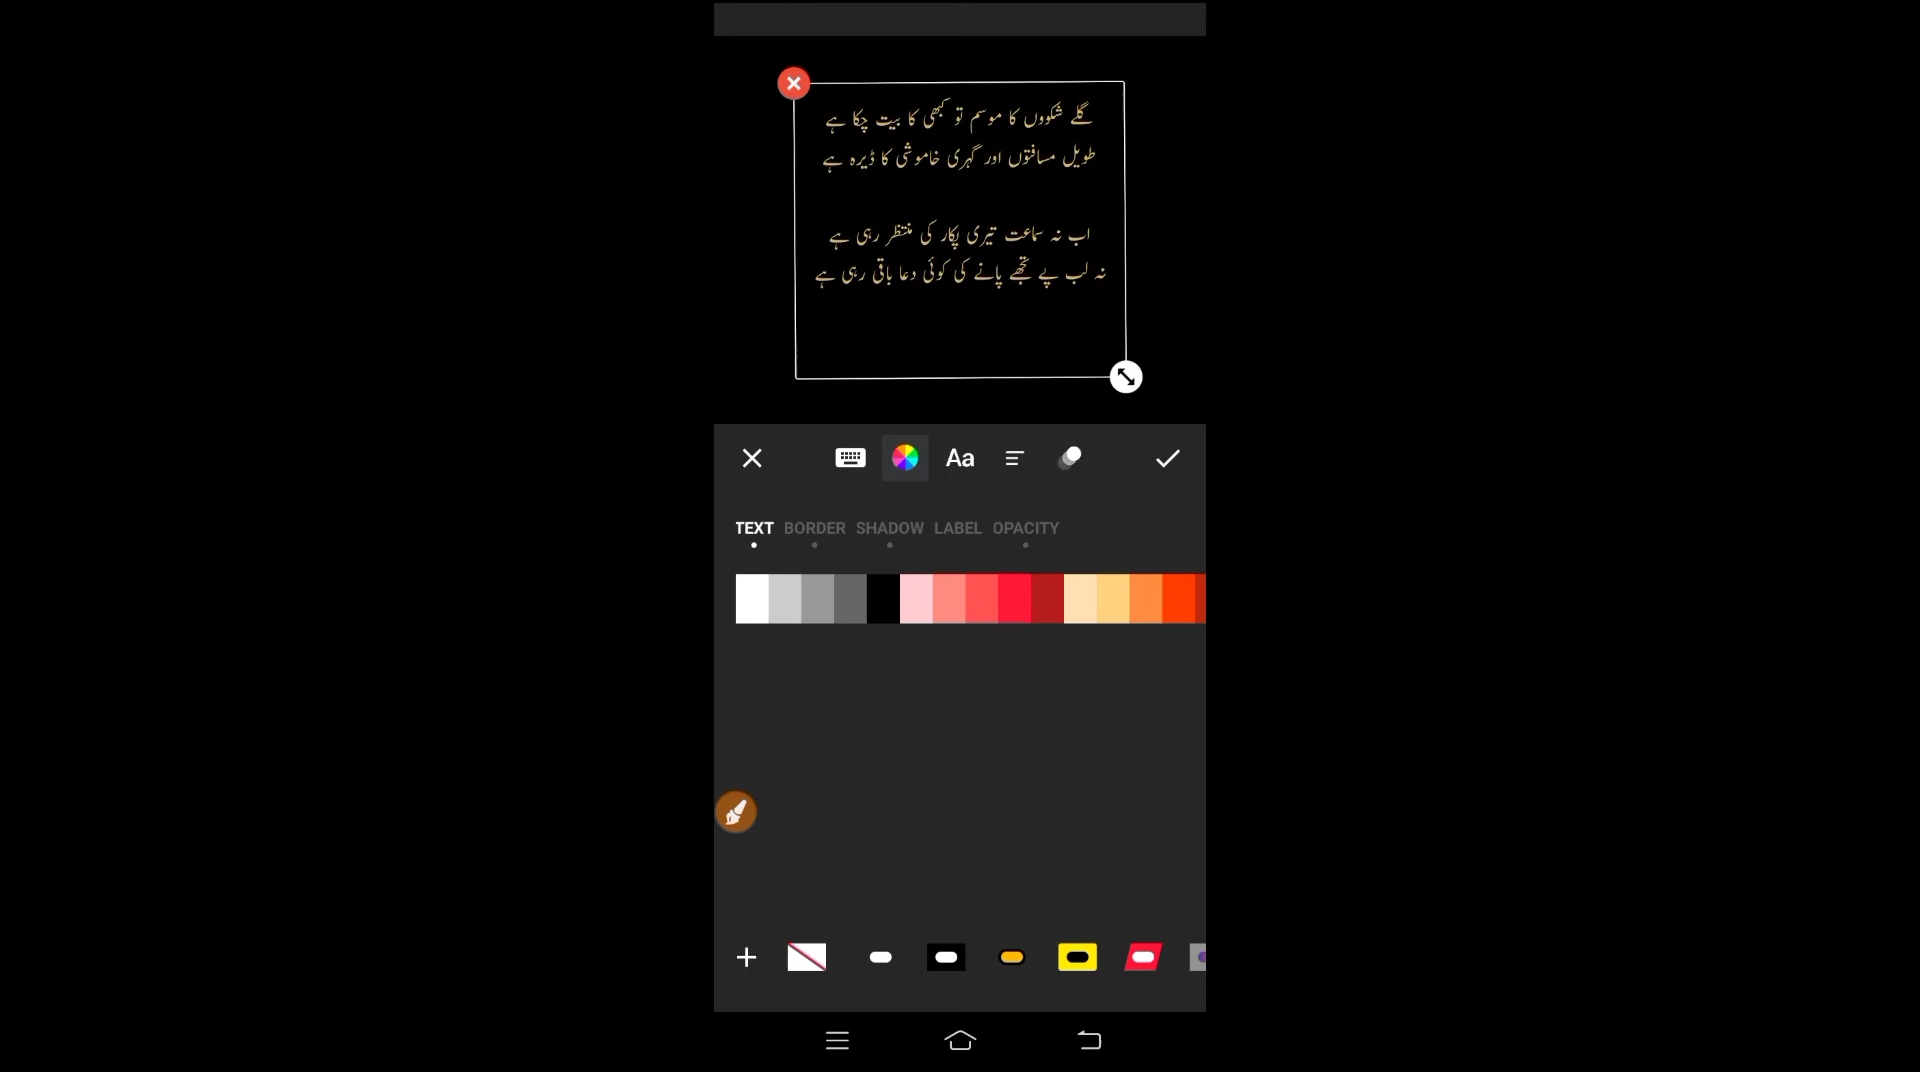 گلے شکووں کا موسم تو کبھی کا بیت چکا ہے
طویل مسافتوں اور گہری خاموشی کا ڈیرہ ہے
اب نہ سماعت تیری پکار کی منتظر رہی ہے
نہ لب پے تجھے پانے کی کوئی دعا باقی رہی ہے
Aa
TEXT BORDER SHADOW LABEL OPACITY